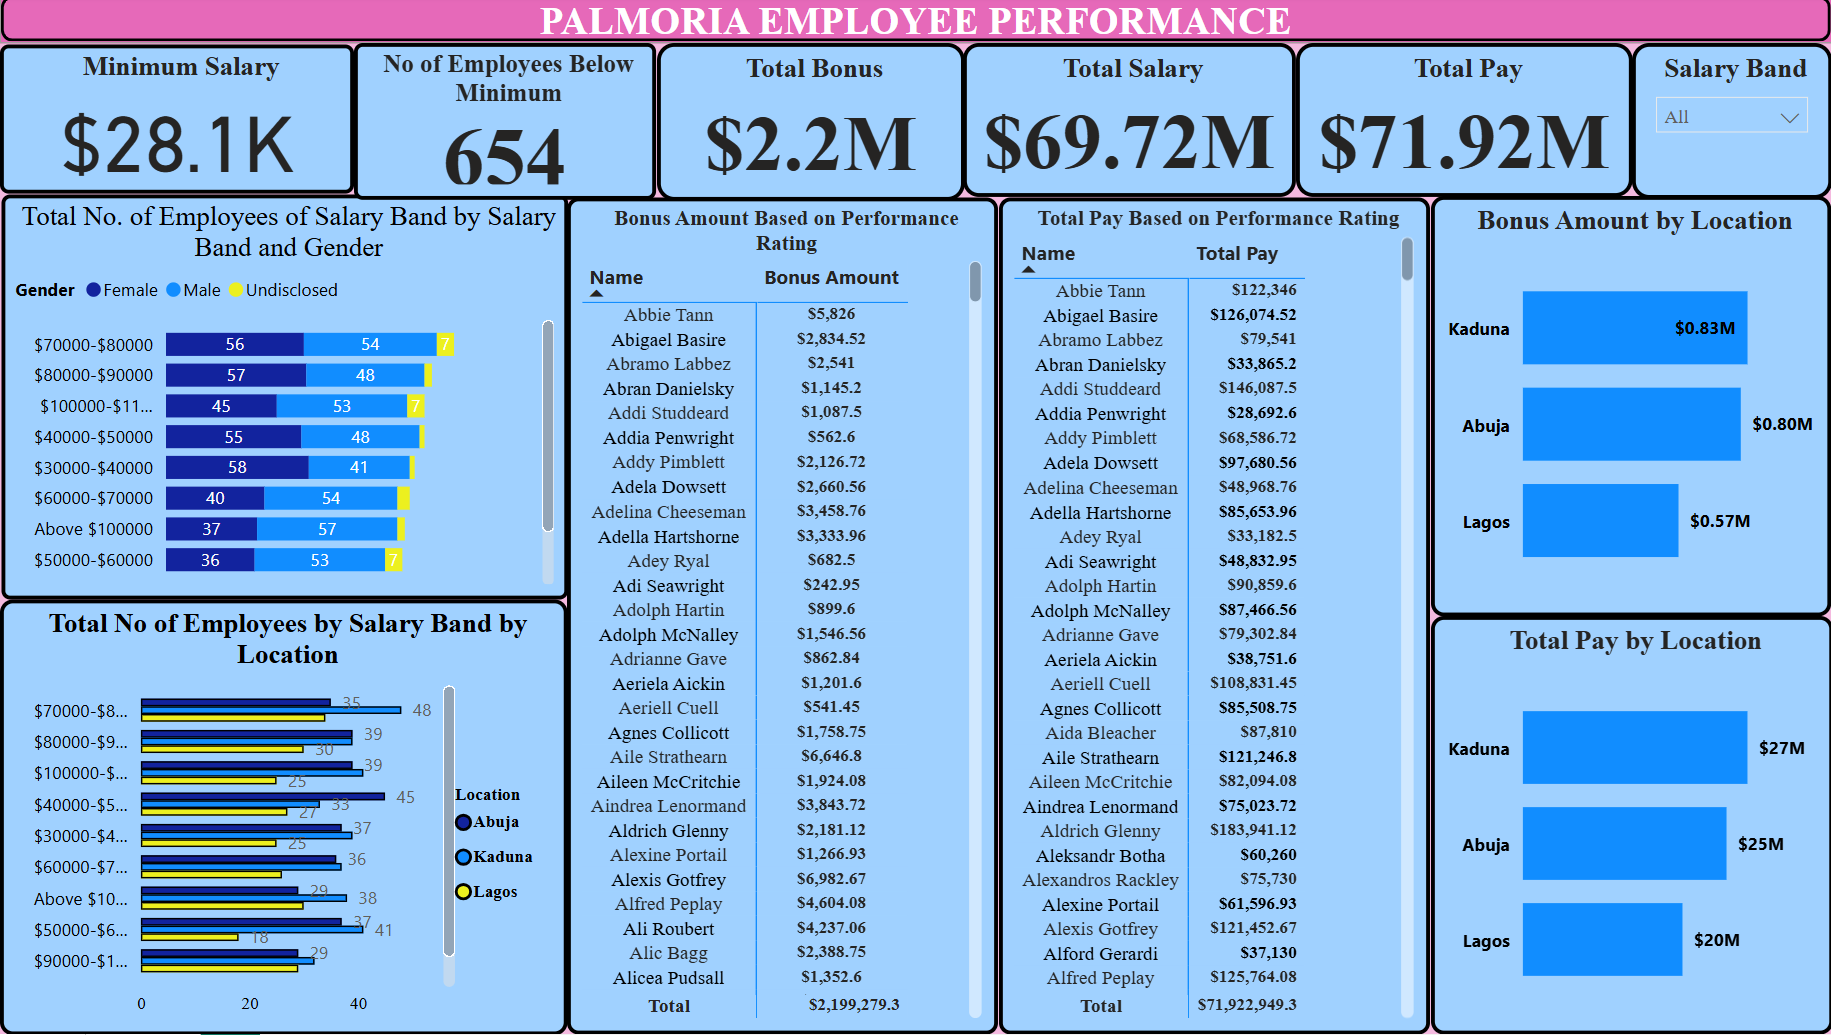 PALMORIA EMPLOYEE PERFORMANCE
Minimum Salary
$28.1K
No of Employees Below
Minimum
654
Total Bonus
$2.2M
Total Salary
$69.72M
Total Pay
$71.92M
Salary Band
All
Total No. of Employees of Salary Band by Salary
Band and Gender
Gender Female Male Undisclosed
$70000-$80000 56 54 7
$80000-$90000 57 48
$100000-$11... 45 53 7
$40000-$50000 55 48
$30000-$40000 58 41
$60000-$70000 40 54
Above $100000 37 57
$50000-$60000 36 53 7
Total No of Employees by Salary Band by
Location
$70000-$8... 35 48
$80000-$9... 39 30
$100000-$... 39 25
$40000-$5... 45 33 27
$30000-$4... 37 25
$60000-$7... 36
Above $10... 29 38
$50000-$6... 37 41 18
$90000-$1... 29
0 20 40
Location
Abuja
Kaduna
Lagos
Bonus Amount Based on Performance
Rating
Name Bonus Amount
Abbie Tann $5,826
Abigael Basire $2,834.52
Abramo Labbez $2,541
Abran Danielsky $1,145.2
Addi Studdeard $1,087.5
Addia Penwright $562.6
Addy Pimblett $2,126.72
Adela Dowsett $2,660.56
Adelina Cheeseman $3,458.76
Adella Hartshorne $3,333.96
Adey Ryal $682.5
Adi Seawright $242.95
Adolph Hartin $899.6
Adolph McNalley $1,546.56
Adrianne Gave $862.84
Aeriela Aickin $1,201.6
Aeriell Cuell $541.45
Agnes Collicott $1,758.75
Aile Strathearn $6,646.8
Aileen McCritchie $1,924.08
Aindrea Lenormand $3,843.72
Aldrich Glenny $2,181.12
Alexine Portail $1,266.93
Alexis Gotfrey $6,982.67
Alfred Peplay $4,604.08
Ali Roubert $4,237.06
Alic Bagg $2,388.75
Alicea Pudsall $1,352.6
Total $2,199,279.3
Total Pay Based on Performance Rating
Name Total Pay
Abbie Tann $122,346
Abigael Basire $126,074.52
Abramo Labbez $79,541
Abran Danielsky $33,865.2
Addi Studdeard $146,087.5
Addia Penwright $28,692.6
Addy Pimblett $68,586.72
Adela Dowsett $97,680.56
Adelina Cheeseman $48,968.76
Adella Hartshorne $85,653.96
Adey Ryal $33,182.5
Adi Seawright $48,832.95
Adolph Hartin $90,859.6
Adolph McNalley $87,466.56
Adrianne Gave $79,302.84
Aeriela Aickin $38,751.6
Aeriell Cuell $108,831.45
Agnes Collicott $85,508.75
Aida Bleacher $87,810
Aile Strathearn $121,246.8
Aileen McCritchie $82,094.08
Aindrea Lenormand $75,023.72
Aldrich Glenny $183,941.12
Aleksandr Botha $60,260
Alexandros Rackley $75,730
Alexine Portail $61,596.93
Alexis Gotfrey $121,452.67
Alford Gerardi $37,130
Alfred Peplay $125,764.08
Total $71,922,949.3
Bonus Amount by Location
Kaduna $0.83M
Abuja $0.80M
Lagos $0.57M
Total Pay by Location
Kaduna $27M
Abuja $25M
Lagos $20M